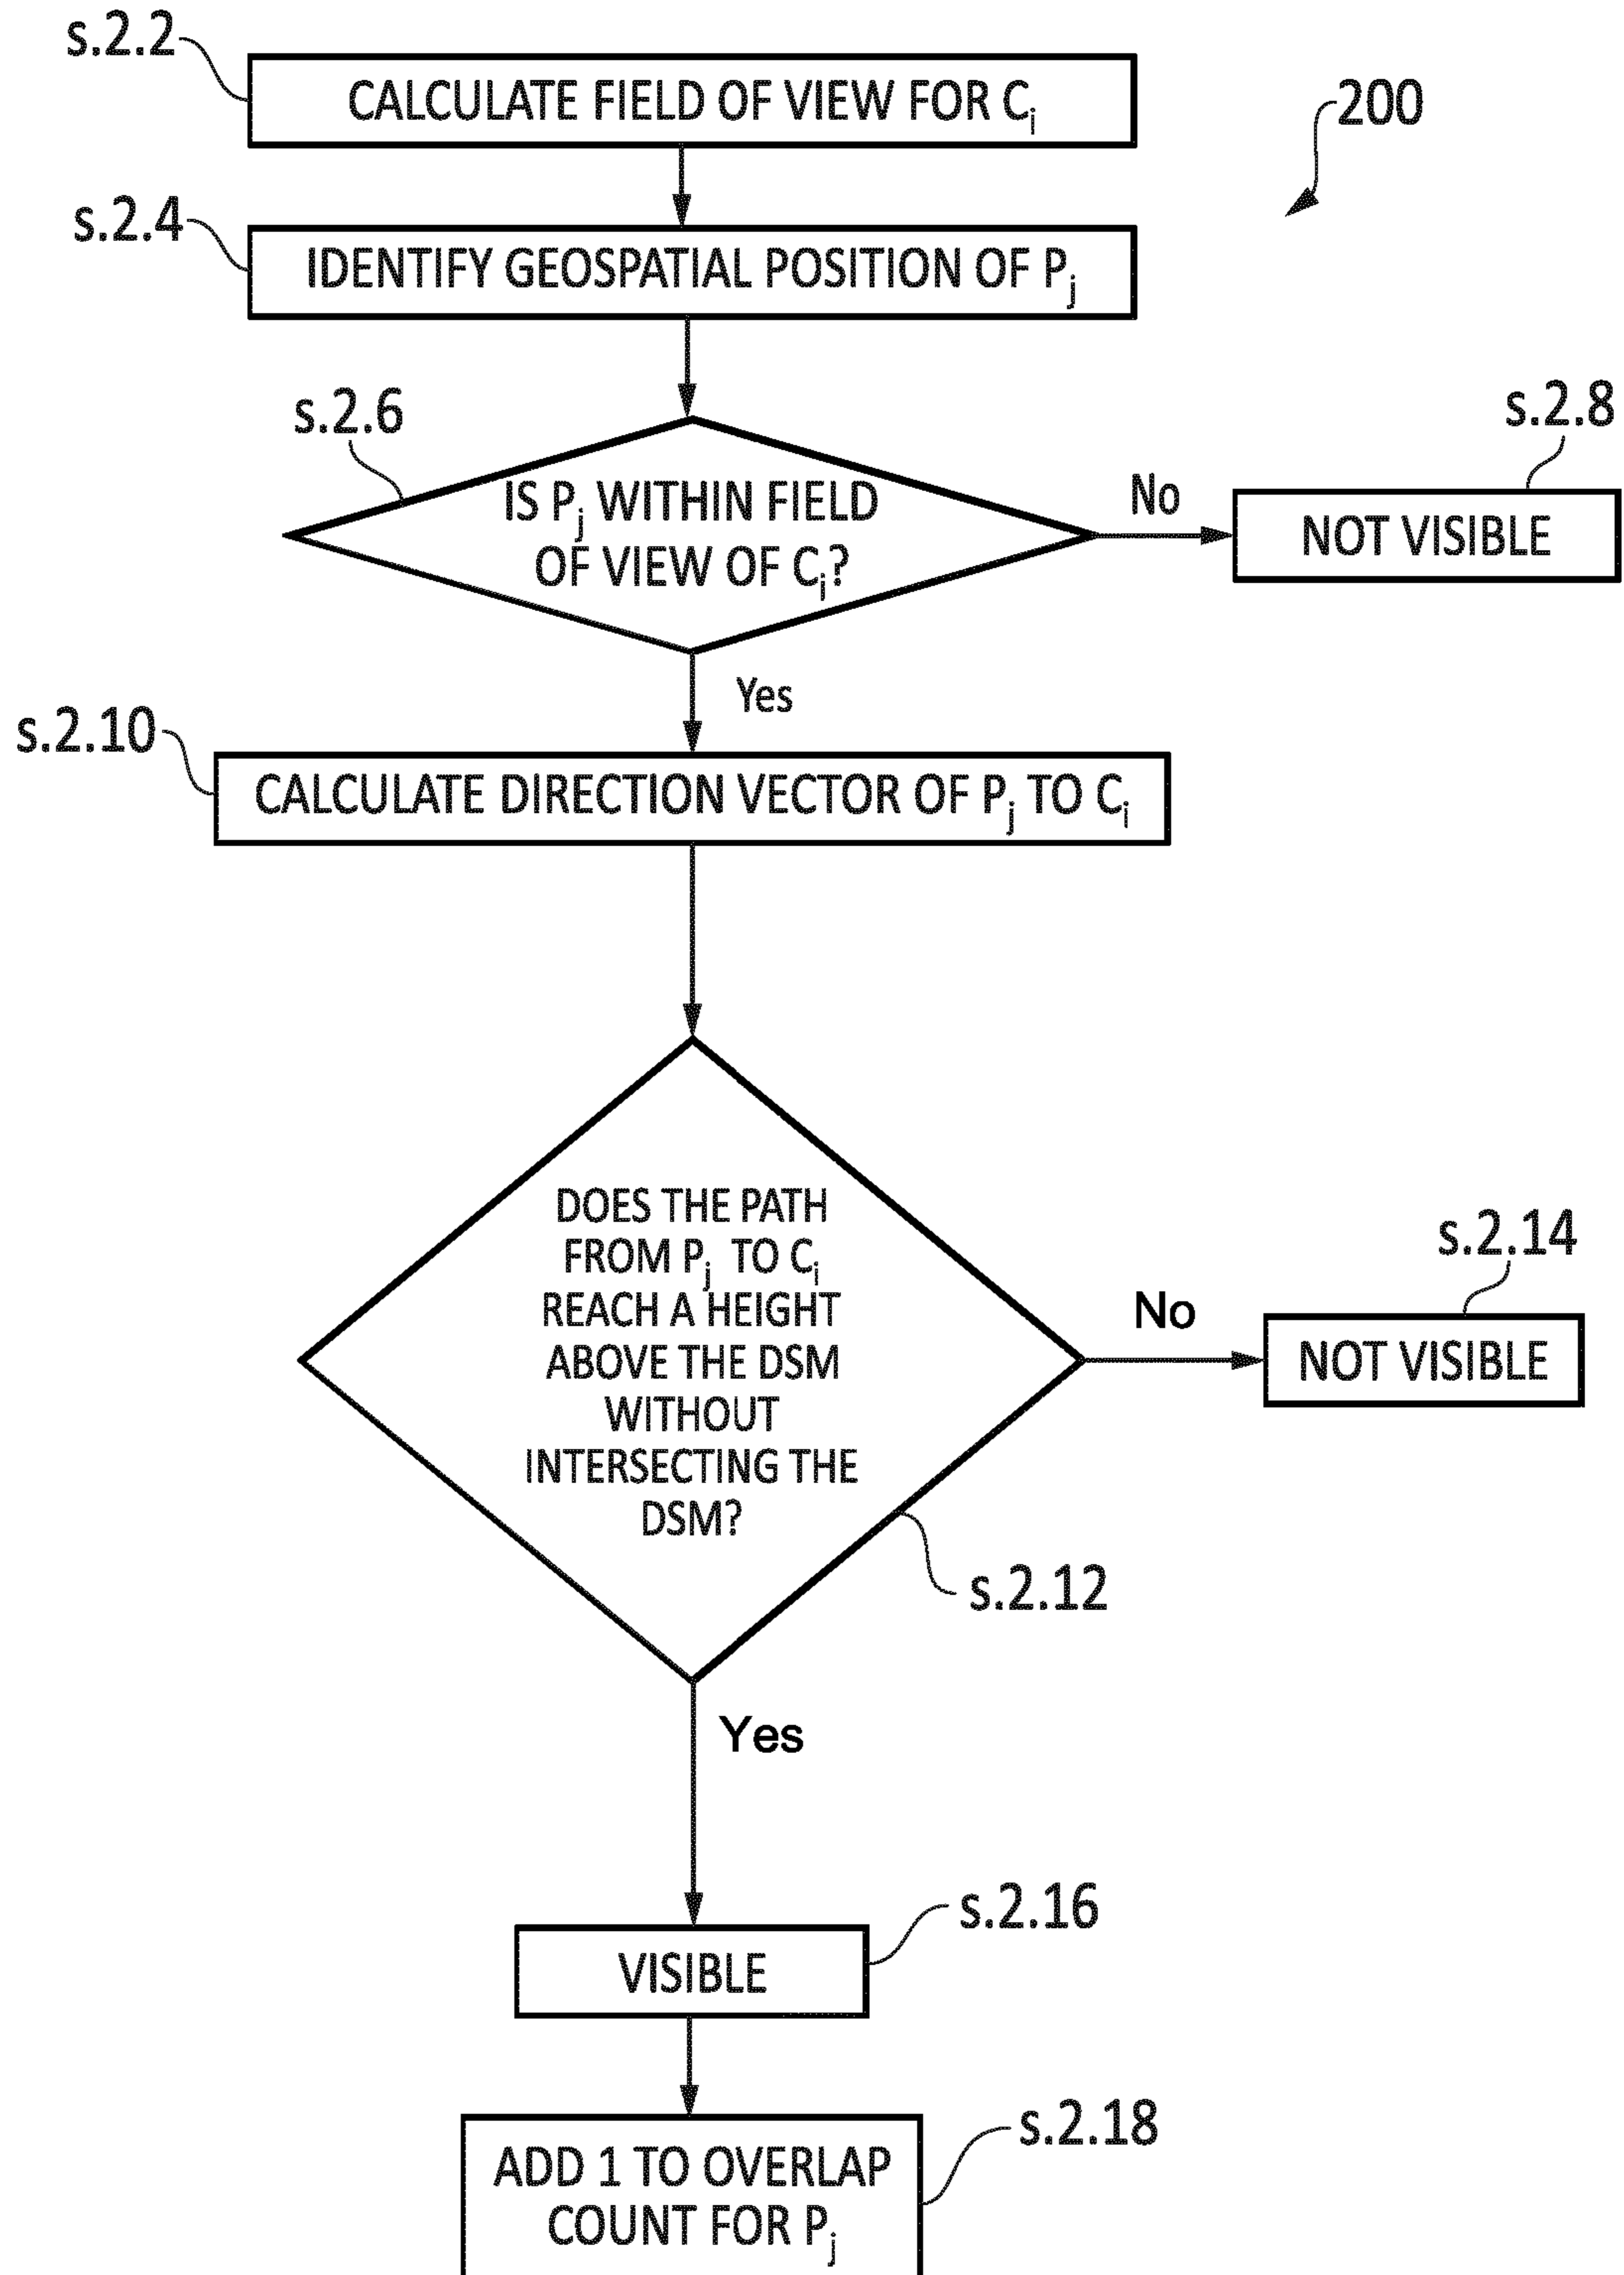 s.2.2
CALCULATE FIELD OF VIEW FOR Ci
200
s.2.4
IDENTIFY GEOSPATIAL POSITION OF Pj
s.2.6
IS Pj WITHIN FIELD
OF VIEW OF Ci?
No
s.2.8
NOT VISIBLE
Yes
s.2.10
CALCULATE DIRECTION VECTOR OF Pj TO Ci
DOES THE PATH
FROM Pj TO Ci
REACH A HEIGHT
ABOVE THE DSM
WITHOUT
INTERSECTING THE
DSM?
No
s.2.14
NOT VISIBLE
s.2.12
Yes
s.2.16
VISIBLE
s.2.18
ADD 1 TO OVERLAP
COUNT FOR Pj